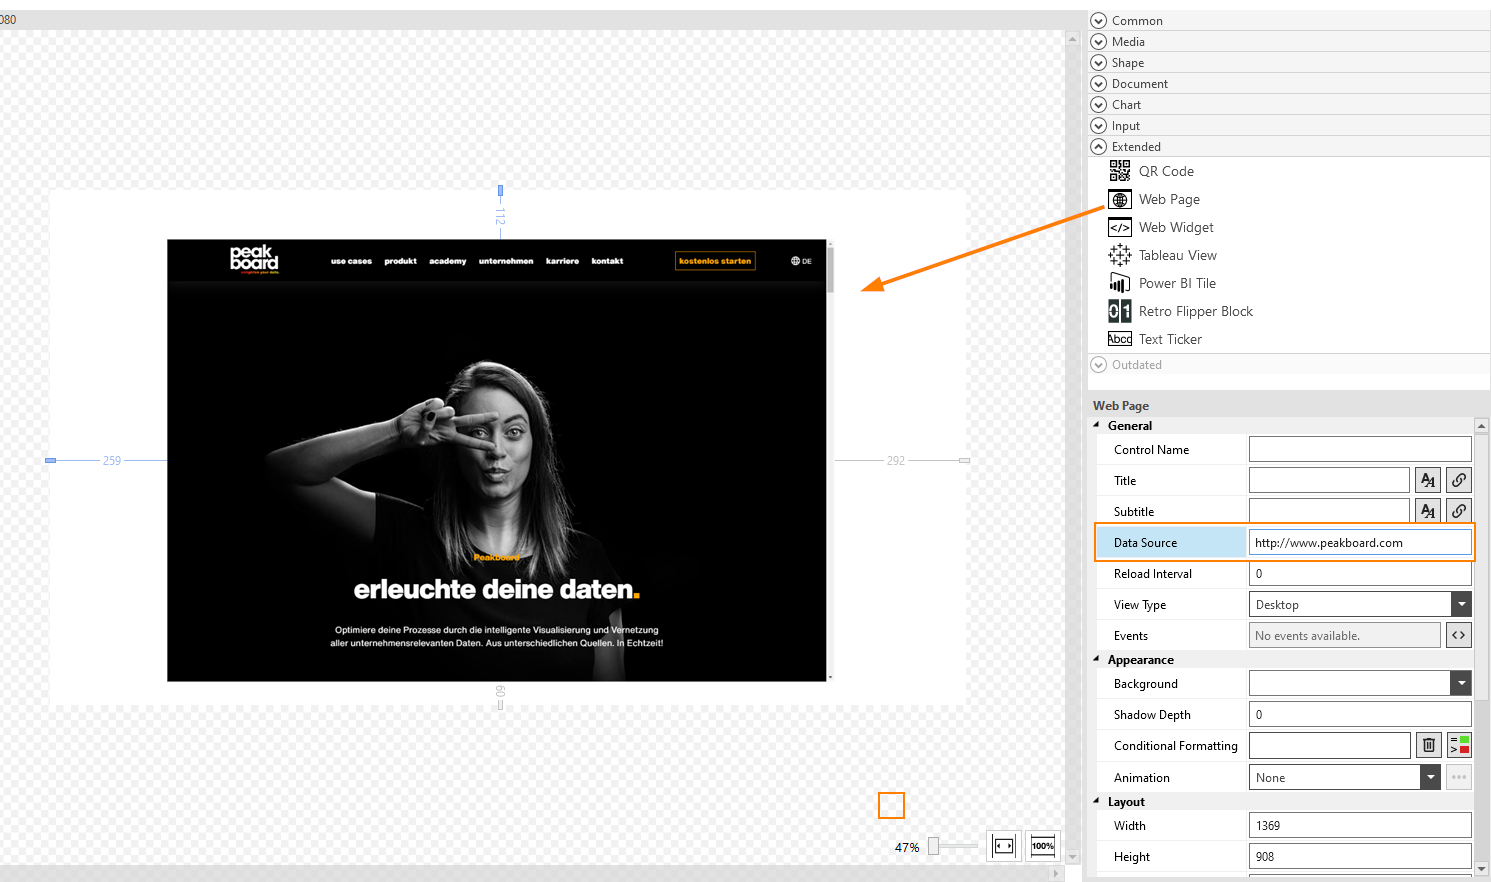 080
Common
Media
Shape
Document
Chart
Input
Extended
QR Code
Web Page
</> Web Widget
Tableau View
Power BI Tile
01 Retro Flipper Block
Abcd Text Ticker
Outdated
112
259
292
60
peak
board
use cases produkt academy unternehmen karriere kontakt kostenlos starten DE
Peakboard
erleuchte deine daten.
Optimiere deine Prozesse durch die intelligente Visualisierung und Vernetzung
aller unternehmensrelevanten Daten. Aus unterschiedlichen Quellen. In Echtzeit!
47% 100%
Web Page
General
Control Name
Title
Subtitle
Data Source http://www.peakboard.com
Reload Interval 0
View Type Desktop
Events No events available. <>
Appearance
Background
Shadow Depth 0
Conditional Formatting
Animation None ...
Layout
Width 1369
Height 908